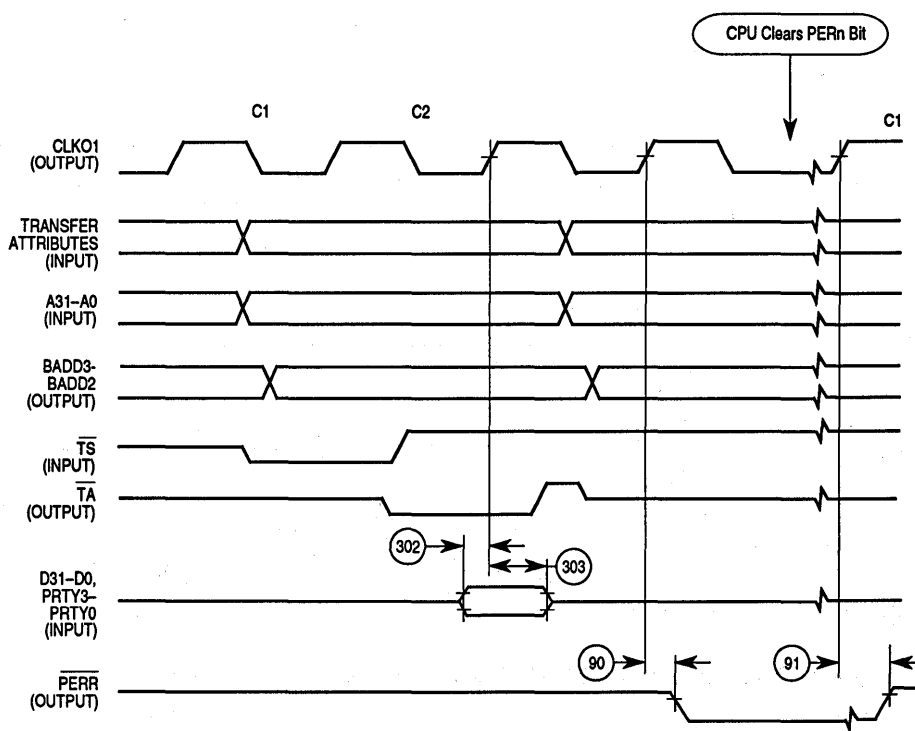 CPU Clears PERn Bit
C1
C2
C1
CLKO1
(OUTPUT)
TRANSFER
ATTRIBUTES
(INPUT)
A31–A0
(INPUT)
BADD3-
BADD2
(OUTPUT)
TS
(INPUT)
TA
(OUTPUT)
302
303
D31–D0,
PRTY3–
PRTY0
(INPUT)
90
91
PERR
(OUTPUT)